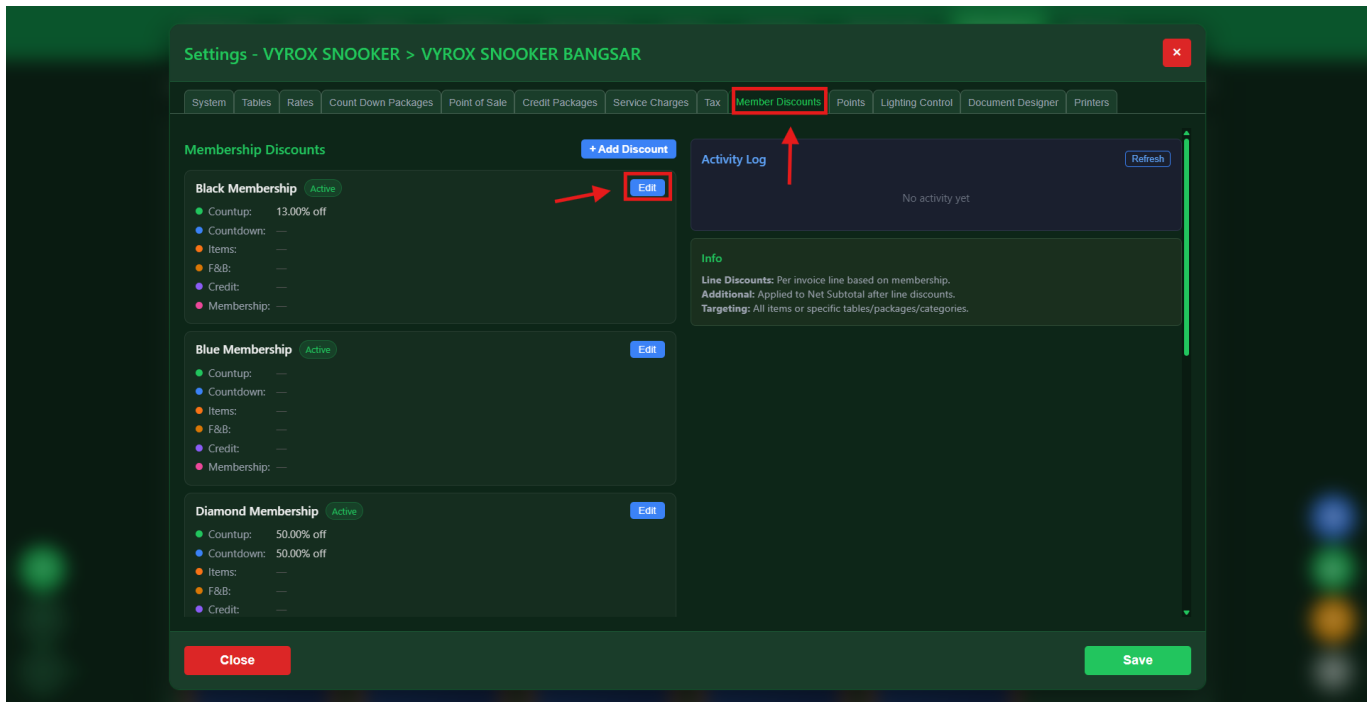 Settings - VYROX SNOOKER > VYROX SNOOKER BANGSAR
×
System Tables Rates Count Down Packages Point of Sale Credit Packages Service Charges Tax Member Discounts Points Lighting Control Document Designer Printers
Membership Discounts
+ Add Discount
Black Membership Active Edit
Countup: 13.00% off
Countdown: —
Items: —
F&B: —
Credit: —
Membership: —
Blue Membership Active Edit
Countup: —
Countdown: —
Items: —
F&B: —
Credit: —
Membership: —
Diamond Membership Active Edit
Countup: 50.00% off
Countdown: 50.00% off
Items: —
F&B: —
Credit: —
Activity Log Refresh
No activity yet
Info
Line Discounts: Per invoice line based on membership.
Additional: Applied to Net Subtotal after line discounts.
Targeting: All items or specific tables/packages/categories.
Close
Save